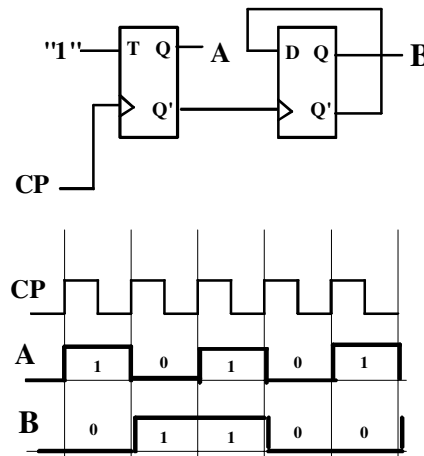 "1" T Q A D Q B
Q' Q'
CP
CP
A 1 0 1 0 1
B 0 1 1 0 0